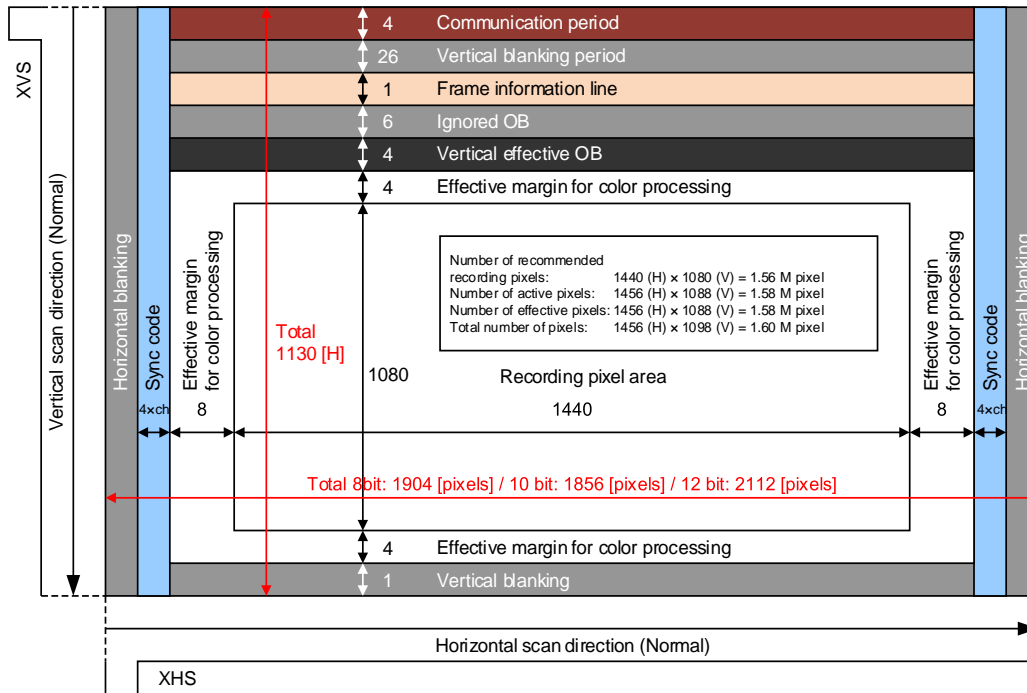 XVS
Vertical scan direction (Normal)
Horizontal blanking
Sync code
4×ch
4 Communication period
26 Vertical blanking period
1 Frame information line
6 Ignored OB
4 Vertical effective OB
4 Effective margin for color processing
Effective margin
for color processing
8
Total
1130 [H]
1080
Number of recommended
recording pixels: 1440 (H) × 1080 (V) = 1.56 M pixel
Number of active pixels: 1456 (H) × 1088 (V) = 1.58 M pixel
Number of effective pixels: 1456 (H) × 1088 (V) = 1.58 M pixel
Total number of pixels: 1456 (H) × 1098 (V) = 1.60 M pixel
Recording pixel area
1440
Effective margin
for color processing
8
Sync code
4×ch
Horizontal blanking
Total 8bit: 1904 [pixels] / 10 bit: 1856 [pixels] / 12 bit: 2112 [pixels]
4 Effective margin for color processing
1 Vertical blanking
Horizontal scan direction (Normal)
XHS